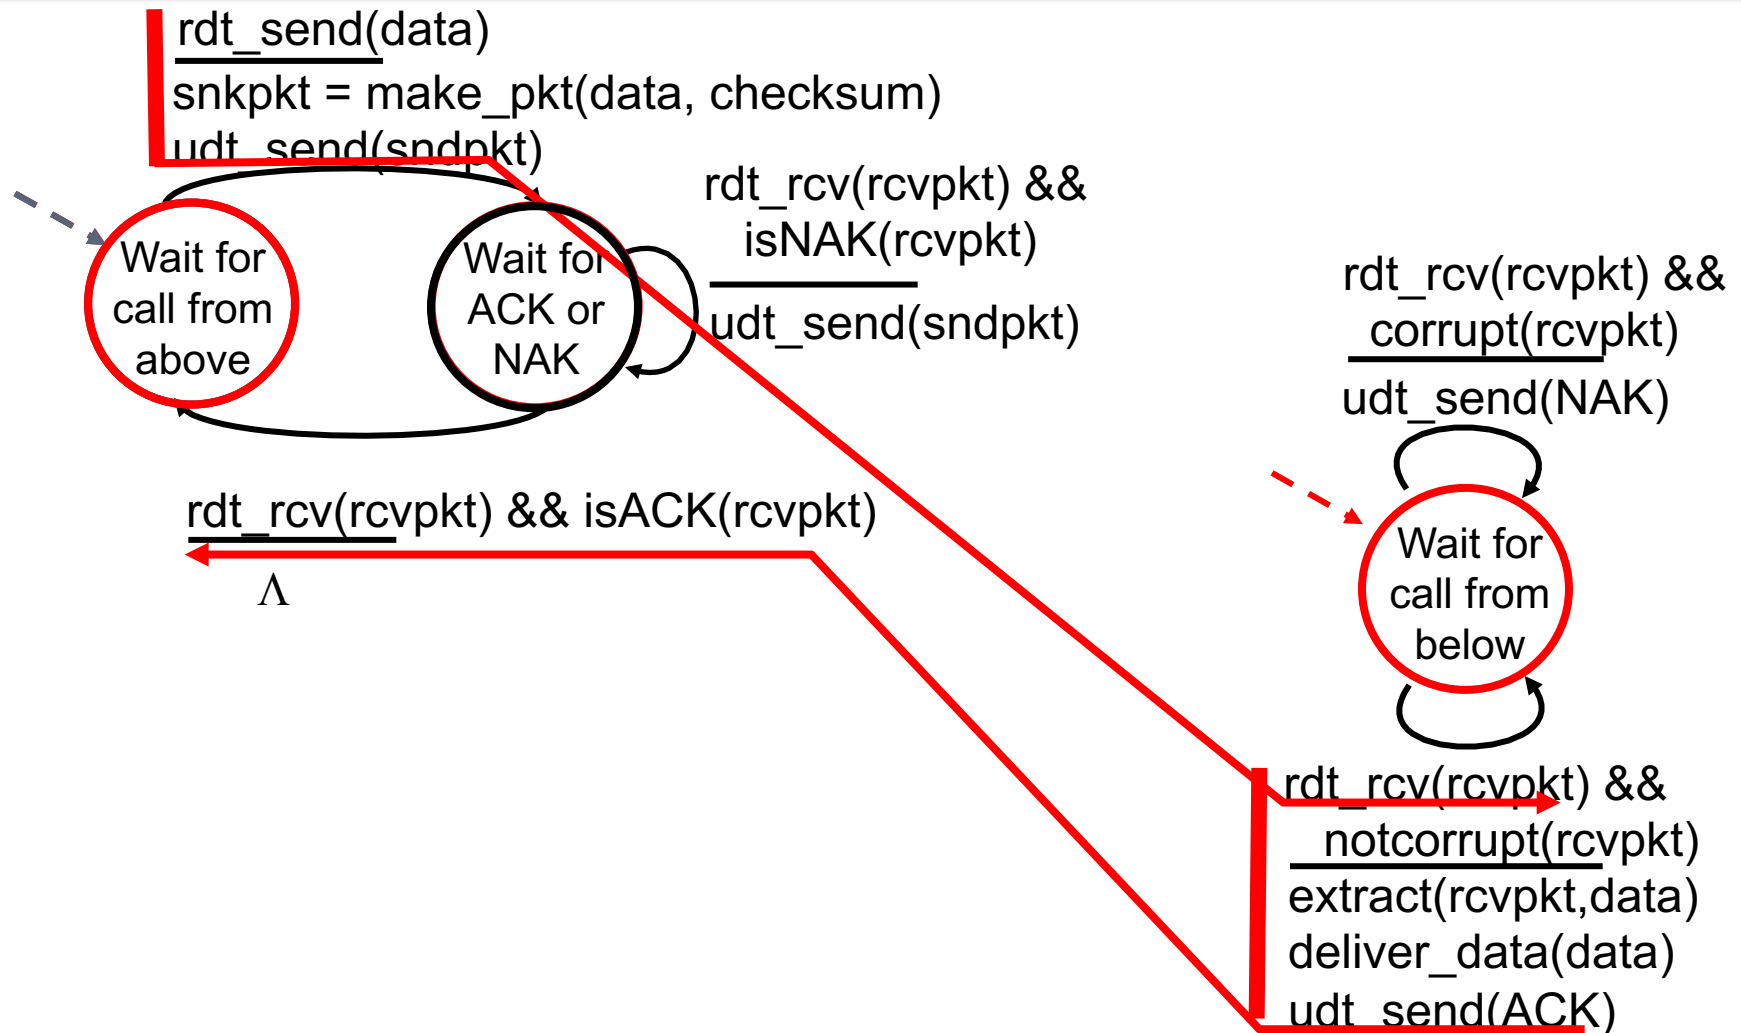 rdt_send(data)
snkpkt = make_pkt(data, checksum)
udt_send(sndpkt)
rdt_rcv(rcvpkt) &&
isNAK(rcvpkt)
udt_send(sndpkt)
Wait for
call from
above
Wait for
ACK or
NAK
rdt_rcv(rcvpkt) && isACK(rcvpkt)
Λ
rdt_rcv(rcvpkt) &&
corrupt(rcvpkt)
udt_send(NAK)
Wait for
call from
below
rdt_rcv(rcvpkt) &&
notcorrupt(rcvpkt)
extract(rcvpkt,data)
deliver_data(data)
udt_send(ACK)